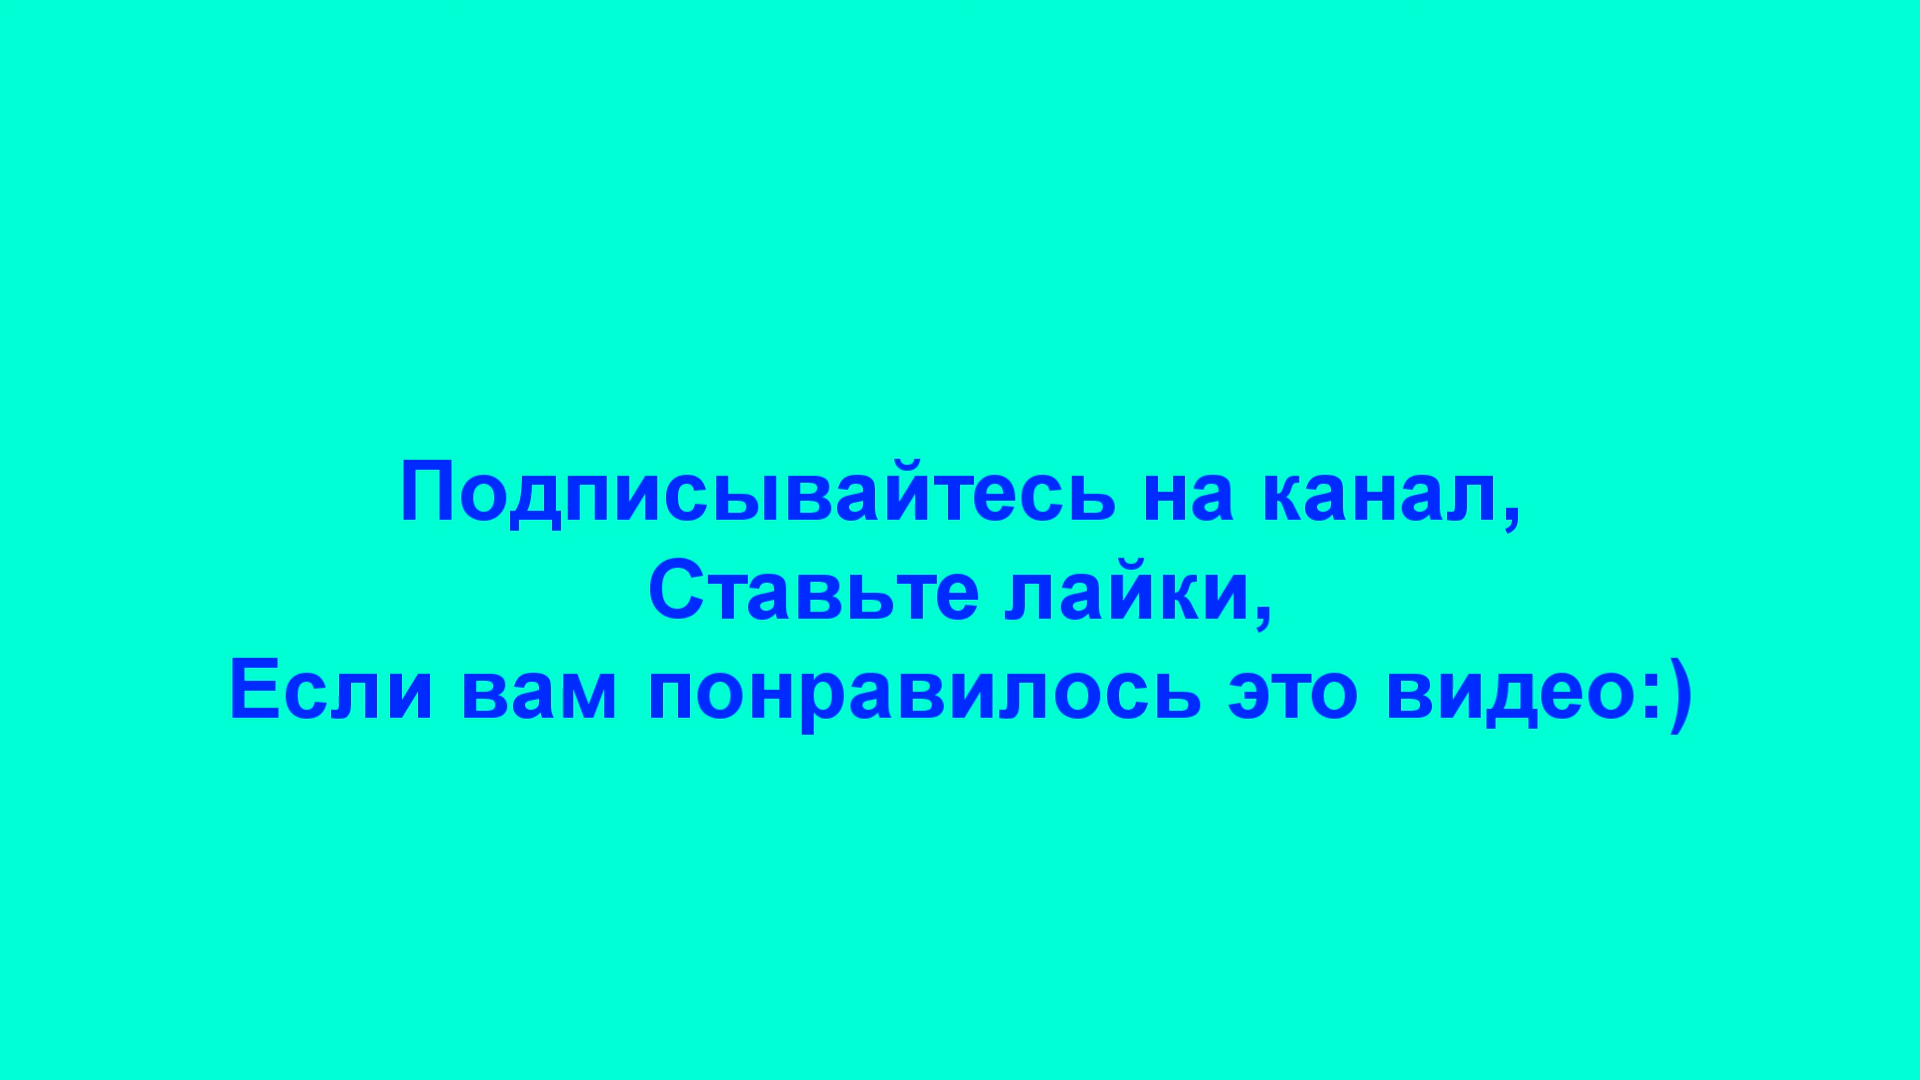 Подписывайтесь на канал,
Ставьте лайки,
Если вам понравилось это видео:)